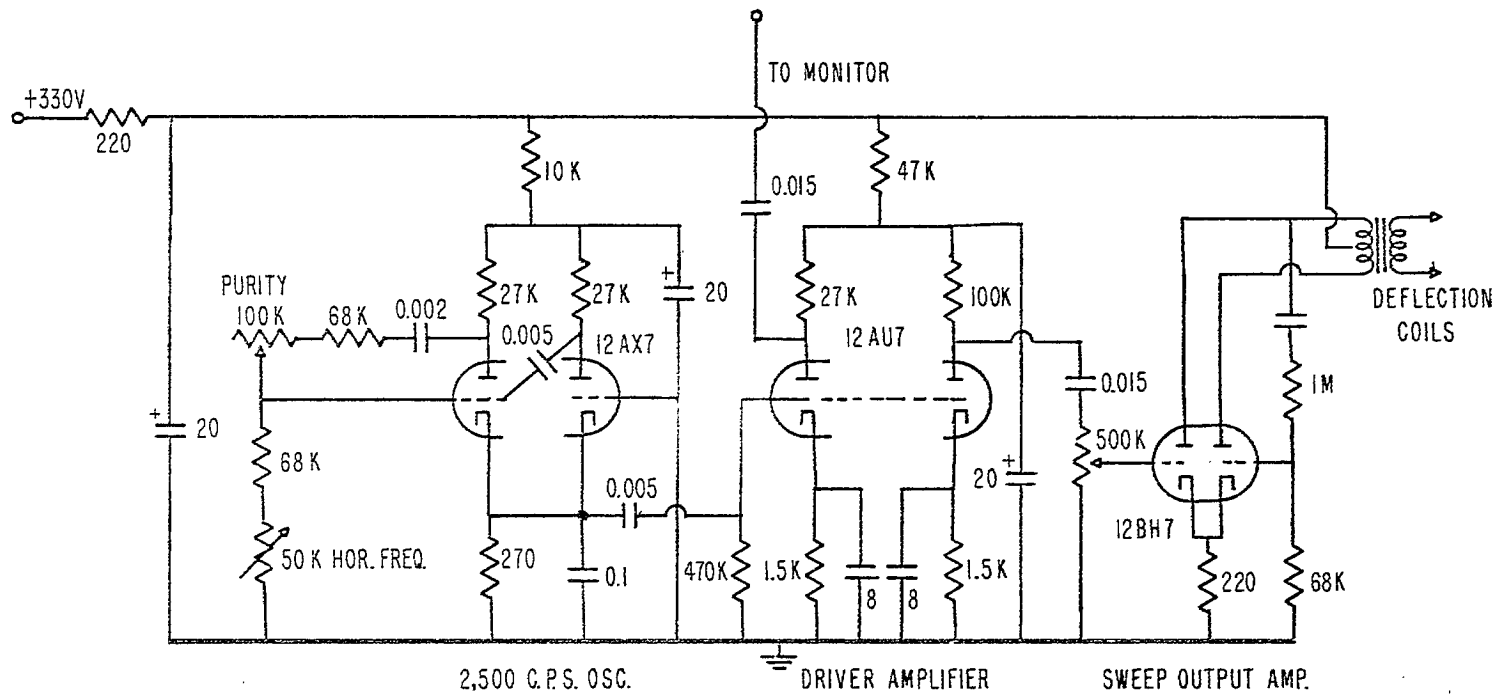 TO MONITOR
+330V
220
10K
47K
0.015
PURITY
100K
68K
0.002
27K
27K
+
20
0.005
12AX7
27K
100K
12AU7
DEFLECTION
COILS
0.015
1M
+
20
68K
500K
0.005
+
20
12BH7
50K HOR. FREQ.
270
0.1
470K
1.5K
8
8
1.5K
220
68K
2,500 C.P.S. OSC.
DRIVER AMPLIFIER
SWEEP OUTPUT AMP.